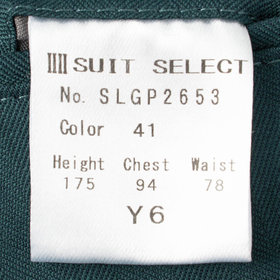 SUIT SELECT
No. SLGP2653
Color 41
Height Chest Waist
175 94 78
Y6